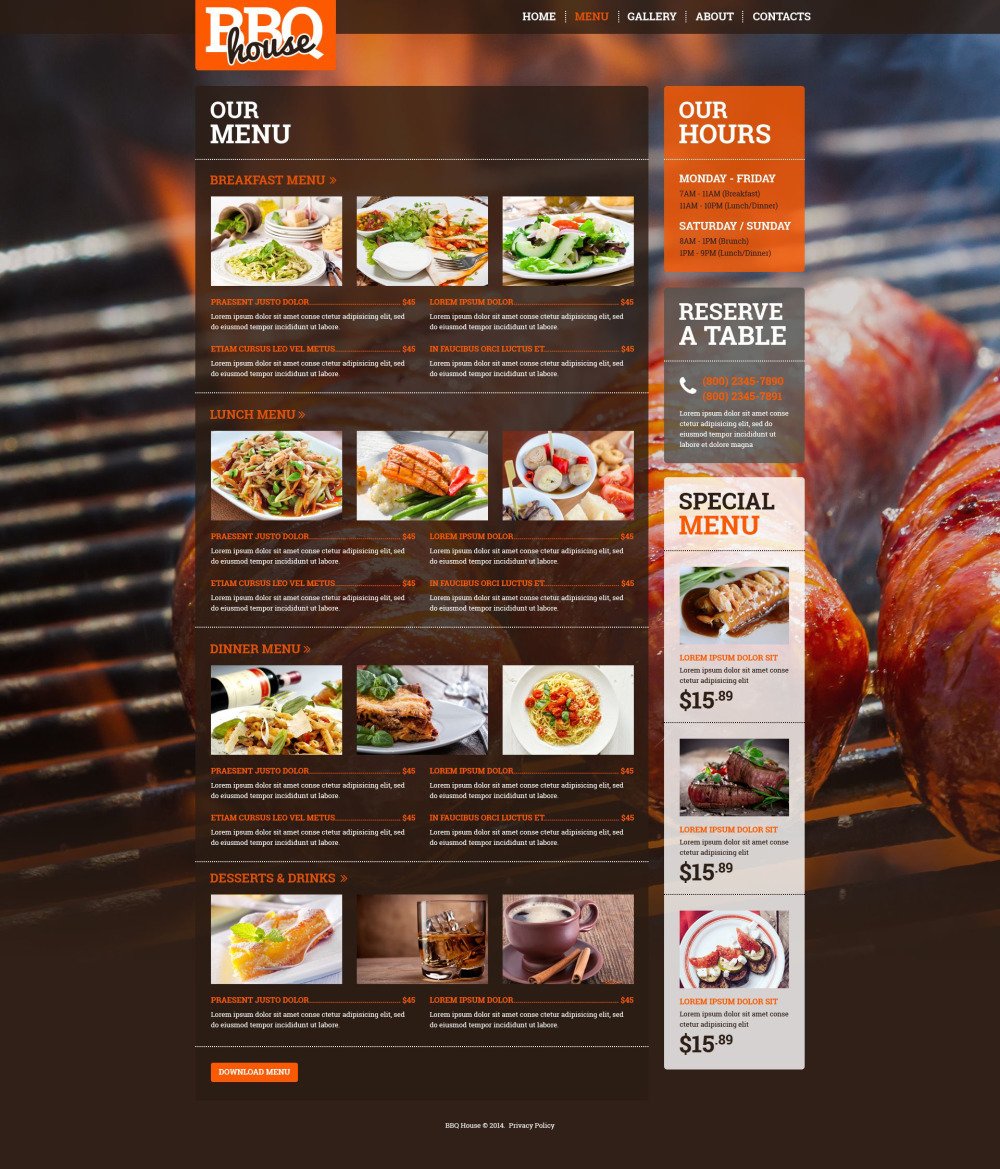 BBQ
house
HOME MENU GALLERY ABOUT CONTACTS
OUR
MENU
BREAKFAST MENU »
PRAESENT JUSTO DOLOR $45
Lorem ipsum dolor sit amet conse ctetur adipisicing elit, sed
do eiusmod tempor incididunt ut labore.
LOREM IPSUM DOLOR $45
Lorem ipsum dolor sit amet conse ctetur adipisicing elit, sed
do eiusmod tempor incididunt ut labore.
ETIAM CURSUS LEO VEL METUS $45
Lorem ipsum dolor sit amet conse ctetur adipisicing elit, sed
do eiusmod tempor incididunt ut labore.
IN FAUCIBUS ORCI LUCTUS ET $45
Lorem ipsum dolor sit amet conse ctetur adipisicing elit, sed
do eiusmod tempor incididunt ut labore.
LUNCH MENU »
PRAESENT JUSTO DOLOR $45
Lorem ipsum dolor sit amet conse ctetur adipisicing elit, sed
do eiusmod tempor incididunt ut labore.
LOREM IPSUM DOLOR $45
Lorem ipsum dolor sit amet conse ctetur adipisicing elit, sed
do eiusmod tempor incididunt ut labore.
ETIAM CURSUS LEO VEL METUS $45
Lorem ipsum dolor sit amet conse ctetur adipisicing elit, sed
do eiusmod tempor incididunt ut labore.
IN FAUCIBUS ORCI LUCTUS ET $45
Lorem ipsum dolor sit amet conse ctetur adipisicing elit, sed
do eiusmod tempor incididunt ut labore.
DINNER MENU »
PRAESENT JUSTO DOLOR $45
Lorem ipsum dolor sit amet conse ctetur adipisicing elit, sed
do eiusmod tempor incididunt ut labore.
LOREM IPSUM DOLOR $45
Lorem ipsum dolor sit amet conse ctetur adipisicing elit, sed
do eiusmod tempor incididunt ut labore.
ETIAM CURSUS LEO VEL METUS $45
Lorem ipsum dolor sit amet conse ctetur adipisicing elit, sed
do eiusmod tempor incididunt ut labore.
IN FAUCIBUS ORCI LUCTUS ET $45
Lorem ipsum dolor sit amet conse ctetur adipisicing elit, sed
do eiusmod tempor incididunt ut labore.
DESSERTS & DRINKS »
PRAESENT JUSTO DOLOR $45
Lorem ipsum dolor sit amet conse ctetur adipisicing elit, sed
do eiusmod tempor incididunt ut labore.
LOREM IPSUM DOLOR $45
Lorem ipsum dolor sit amet conse ctetur adipisicing elit, sed
do eiusmod tempor incididunt ut labore.
DOWNLOAD MENU
OUR
HOURS
MONDAY - FRIDAY
7AM - 11AM (Breakfast)
11AM - 10PM (Lunch/Dinner)
SATURDAY / SUNDAY
8AM - 1PM (Brunch)
1PM - 9PM (Lunch/Dinner)
RESERVE
A TABLE
(800) 2345-7890
(800) 2345-7891
Lorem ipsum dolor sit amet conse
ctetur adipisicing elit, sed do
eiusmod tempor incididunt ut
labore et dolore magna
SPECIAL
MENU
LOREM IPSUM DOLOR SIT
Lorem ipsum dolor sit amet conse
ctetur adipisicing elit
$15.89
LOREM IPSUM DOLOR SIT
Lorem ipsum dolor sit amet conse
ctetur adipisicing elit
$15.89
LOREM IPSUM DOLOR SIT
Lorem ipsum dolor sit amet conse
ctetur adipisicing elit
$15.89
BBQ House © 2014. Privacy Policy